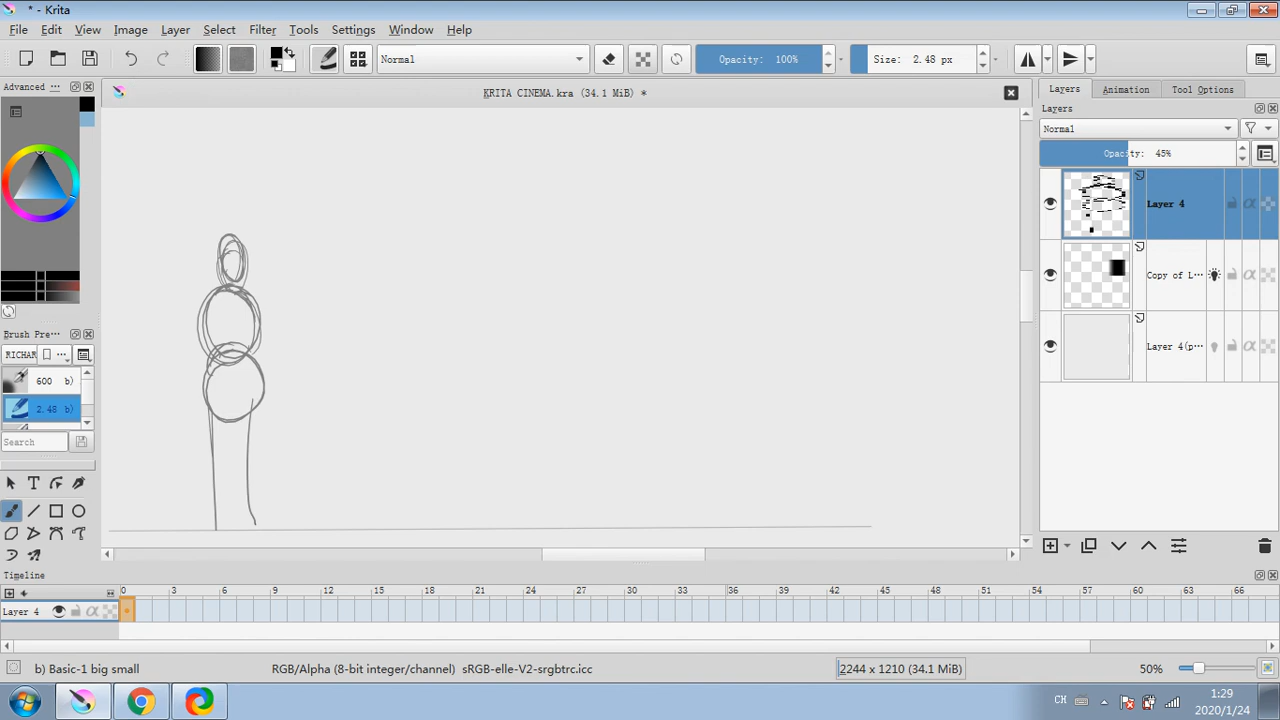 * - Krita
File Edit View Image Layer Select Filter Tools Settings Window Help
Normal
Opacity: 100%
Size: 2.48 px
Advanced ...
KRITA CINEMA.kra (34.1 MiB) *
Layers Animation Tool Options
Layers
Normal
Opacity: 45%
Layer 4
Copy of L...
Layer 4(p...
Brush Pre...
RICHAR ...
600 b)
2.48 b)
Search
Timeline
0 3 6 9 12 15 18 21 24 27 30 33 36 39 42 45 48 51 54 57 60 63 66
Layer 4
b) Basic-1 big small
RGB/Alpha (8-bit integer/channel) sRGB-elle-V2-srgbtrc.icc
2244 x 1210 (34.1 MiB)
50%
CH
1:29
2020/1/24